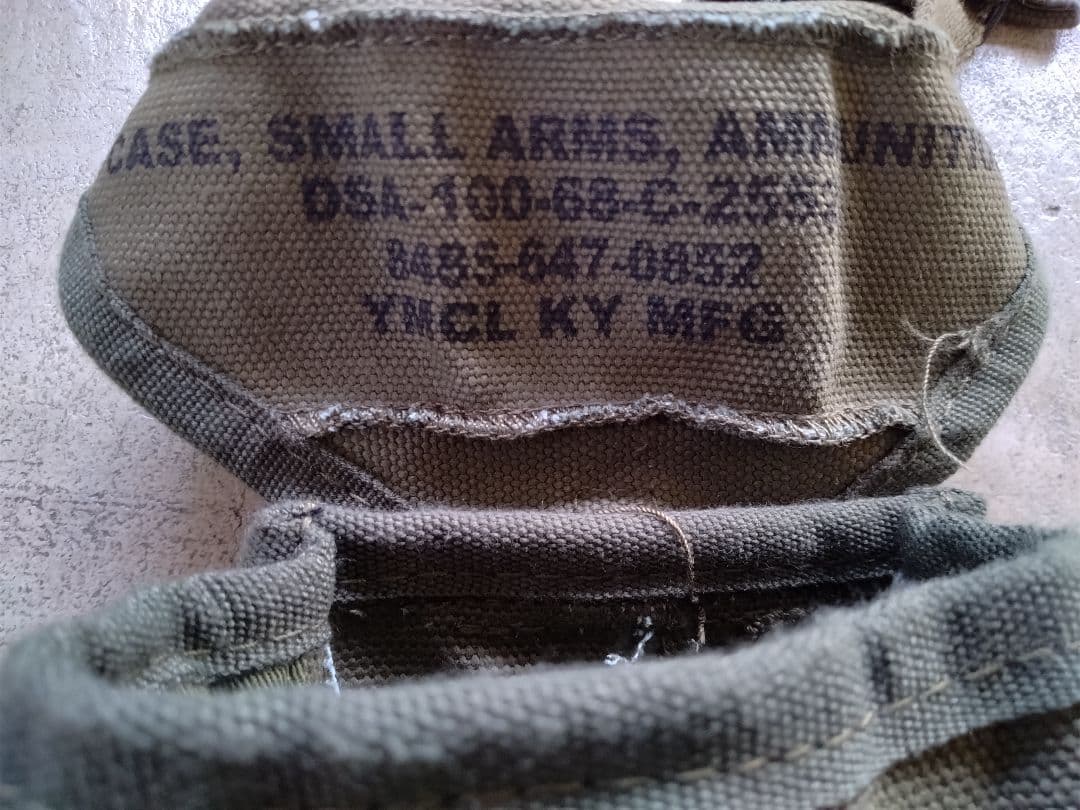 CASE, SMALL ARMS, AMMUNITI
DSA-100-68-C-255
8465-647-0852
YMCL KY MFG